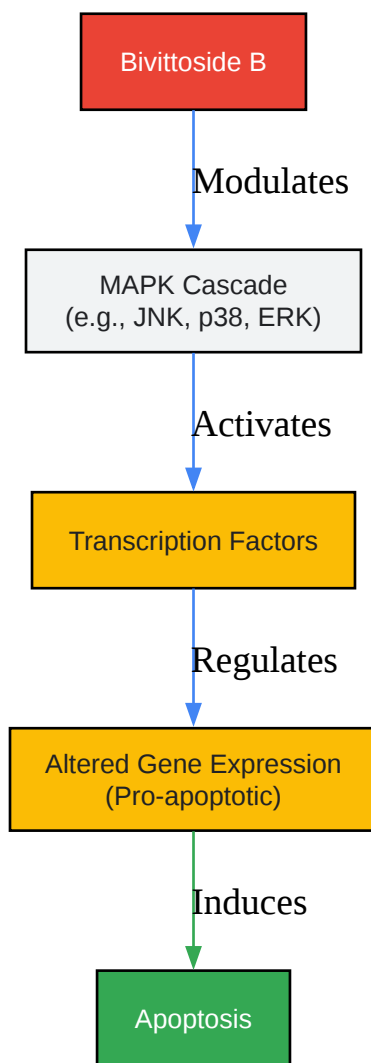 Bivittoside B
Modulates
MAPK Cascade
(e.g., JNK, p38, ERK)
Activates
Transcription Factors
Regulates
Altered Gene Expression
(Pro-apoptotic)
Induces
Apoptosis